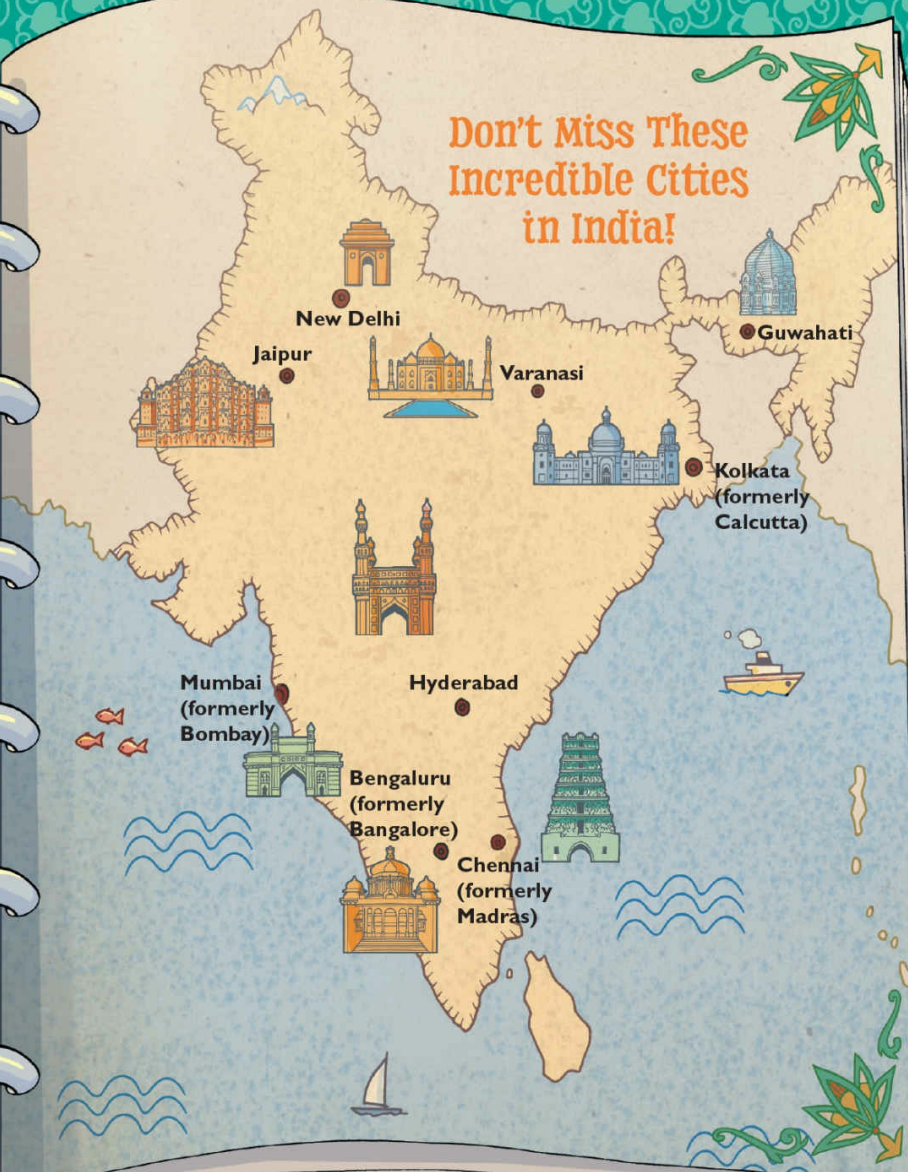 Don't Miss These
Incredible Cities
in India!
New Delhi
Guwahati
Jaipur
Varanasi
Kolkata
(formerly
Calcutta)
Mumbai
(formerly
Bombay)
Hyderabad
Bengaluru
(formerly
Bangalore)
Chennai
(formerly
Madras)